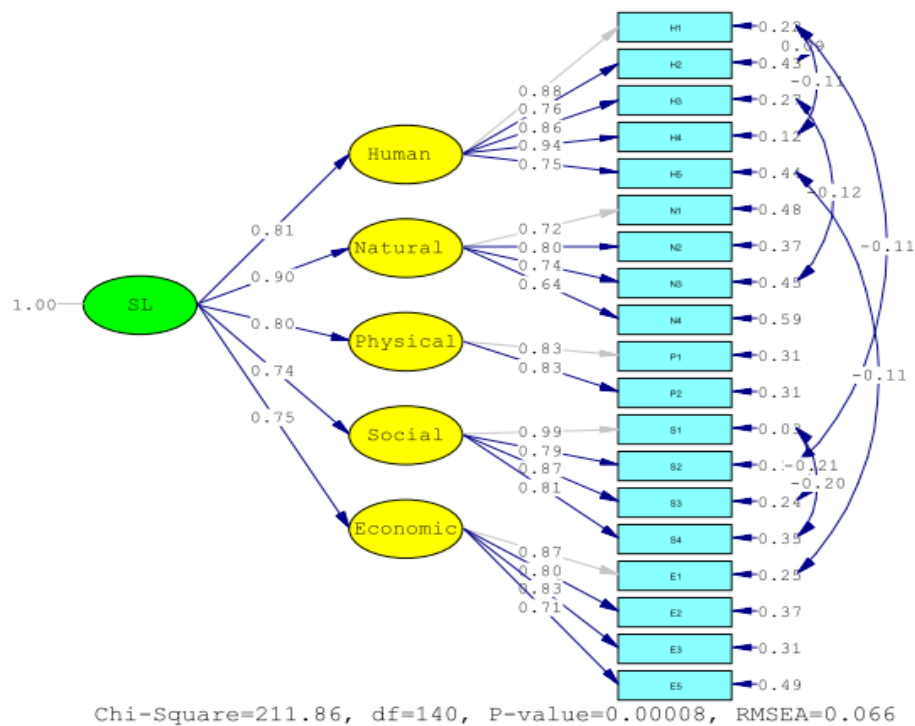 H1 0.22
0.09
H2 0.43
-0.11
0.88
0.76
H3 0.27
0.86
H4 0.12
Human
0.94
0.75
H5 0.44
-0.12
N1 0.48
0.72
0.81
Natural
0.80
N2 0.37
-0.11
0.74
0.90
N3 0.45
0.64
1.00 SL
N4 0.59
0.80
Physical
0.83
P1 0.31
0.83
0.74
-0.11
P2 0.31
0.75
S1
Social
0.99
0.79
S2
-0.21
0.87
-0.20
0.81
S3 0.24
Economic
S4 0.35
0.87
0.80
E1 0.25
0.83
0.71
E2 0.37
E3 0.31
E5 0.49
Chi-Square=211.86, df=140, P-value=0.00008, RMSEA=0.066